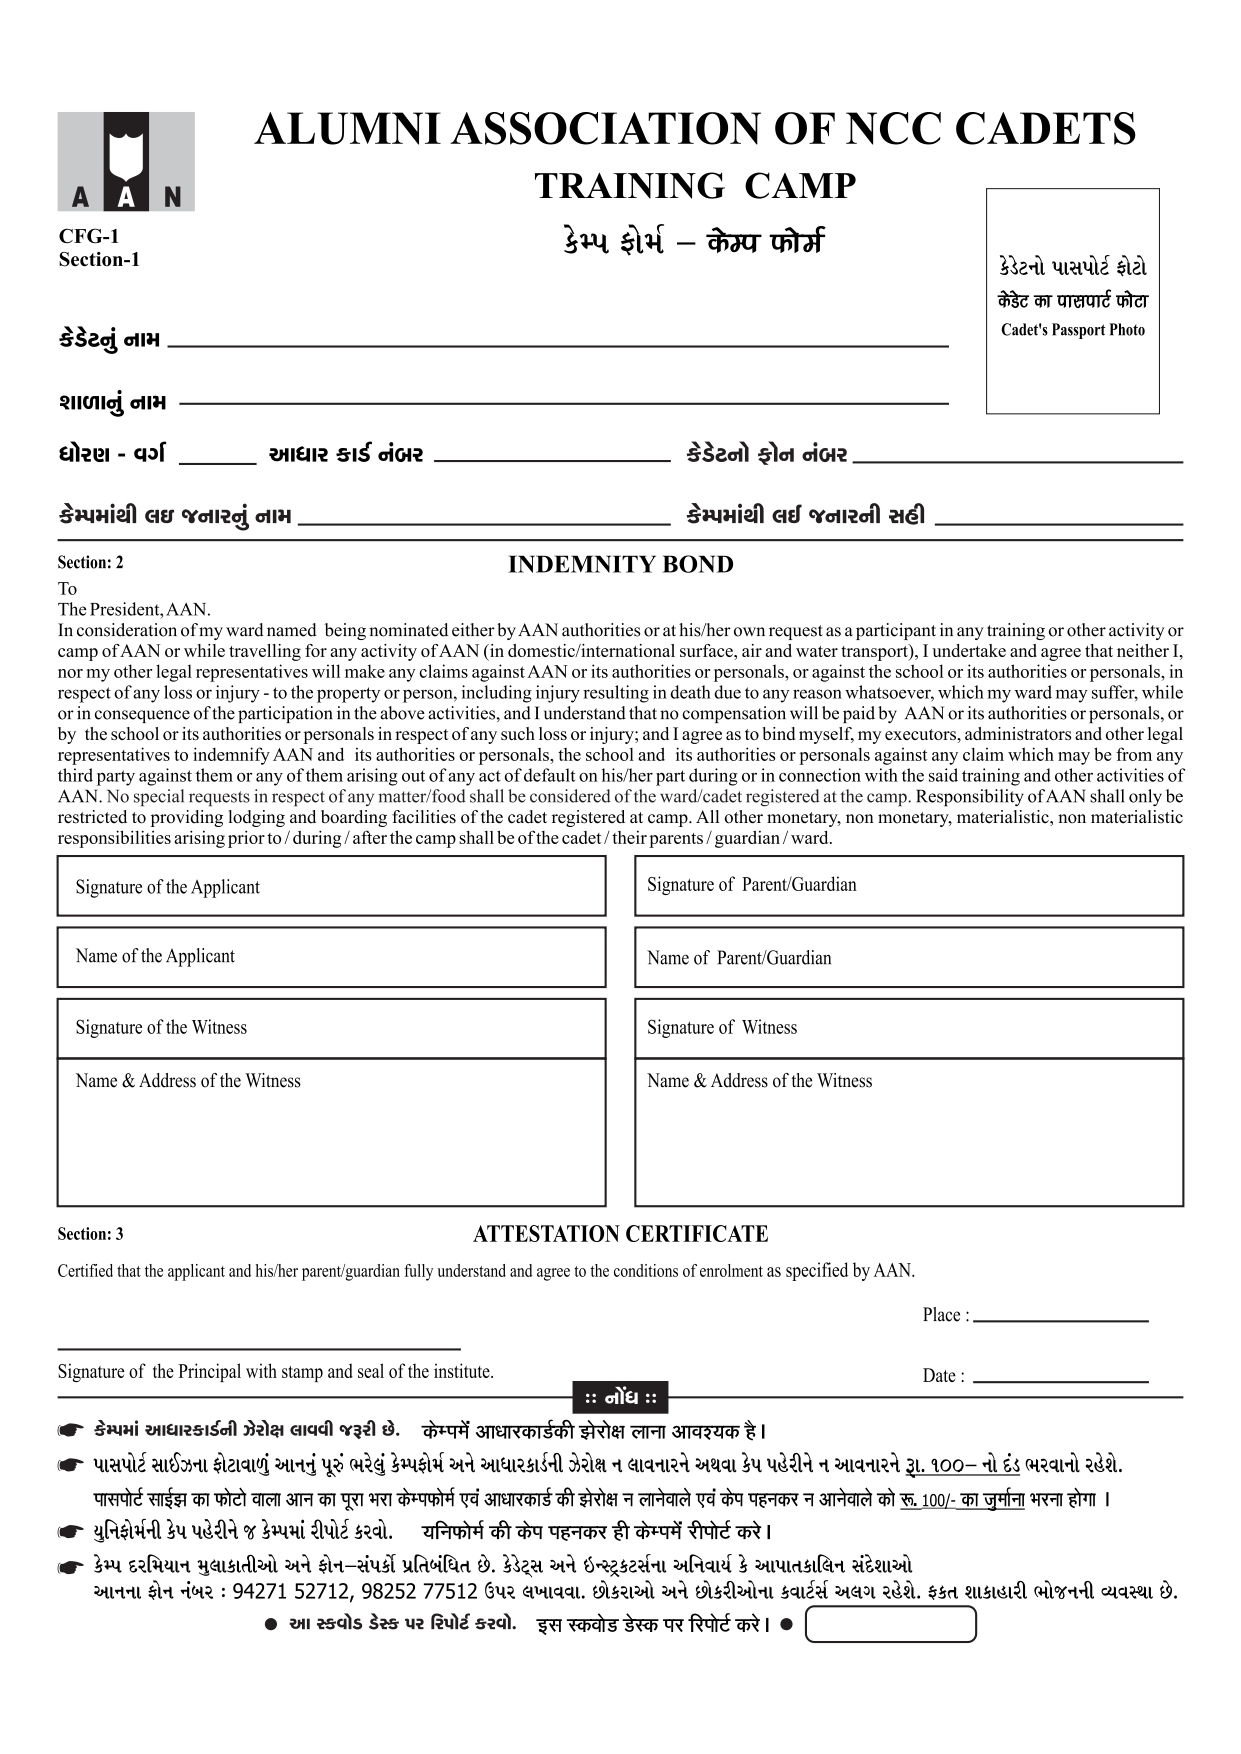 ALUMNI ASSOCIATION OF NCC CADETS
A A N
TRAINING CAMP
CFG-1
Section-1
કેમ્પ ફોર્મ – केम्प फोर्म
કેડેટનો પાસપોર્ટ ફોટો
केडेट का पासपार्ट फोटा
Cadet's Passport Photo
કેડેટનું નામ
શાળાનું નામ
ધોરણ - વર્ગ આધાર કાર્ડ નંબર કેડેટનો ફોન નંબર
કેમ્પમાંથી લઇ જનારનું નામ કેમ્પમાંથી લઈ જનારની સહી
Section: 2 INDEMNITY BOND
To
The President, AAN.
In consideration of my ward named being nominated either by AAN authorities or at his/her own request as a participant in any training or other activity or
camp of AAN or while travelling for any activity of AAN (in domestic/international surface, air and water transport), I undertake and agree that neither I,
nor my other legal representatives will make any claims against AAN or its authorities or personals, or against the school or its authorities or personals, in
respect of any loss or injury - to the property or person, including injury resulting in death due to any reason whatsoever, which my ward may suffer, while
or in consequence of the participation in the above activities, and I understand that no compensation will be paid by AAN or its authorities or personals, or
by the school or its authorities or personals in respect of any such loss or injury; and I agree as to bind myself, my executors, administrators and other legal
representatives to indemnify AAN and its authorities or personals, the school and its authorities or personals against any claim which may be from any
third party against them or any of them arising out of any act of default on his/her part during or in connection with the said training and other activities of
AAN. No special requests in respect of any matter/food shall be considered of the ward/cadet registered at the camp. Responsibility of AAN shall only be
restricted to providing lodging and boarding facilities of the cadet registered at camp. All other monetary, non monetary, materialistic, non materialistic
responsibilities arising prior to / during / after the camp shall be of the cadet / their parents / guardian / ward.
Signature of the Applicant Signature of Parent/Guardian
Name of the Applicant Name of Parent/Guardian
Signature of the Witness Signature of Witness
Name & Address of the Witness Name & Address of the Witness
Section: 3 ATTESTATION CERTIFICATE
Certified that the applicant and his/her parent/guardian fully understand and agree to the conditions of enrolment as specified by AAN.
Place :
Signature of the Principal with stamp and seal of the institute. Date :
:: નોંધ ::
☛ કેમ્પમાં આધારકાર્ડની ઝેરોક્ષ લાવવી જરૂરી છે. केम्पमें आधारकार्डकी झेरोक्ष लाना आवश्यक है।
☛ પાસપોર્ટ સાઈઝના ફોટાવાળું આનનું પૂરું ભરેલું કેમ્પફોર્મ અને આધારકાર્ડની ઝેરોક્ષ ન લાવનારને અથવા કેપ પહેરીને ન આવનારને રૂા. ૧૦૦– નો દંડ ભરવાનો રહેશે.
पासपोर्ट साईझ का फोटो वाला आन का पूरा भरा केम्पफोर्म एवं आधारकार्ड की झेरोक्ष न लानेवाले एवं केप पहनकर न आनेवाले को रू. 100/- का जुर्माना भरना होगा ।
☛ યુનિફોર્મની કેપ પહેરીને જ કેમ્પમાં રીપોર્ટ કરવો. यनिफोर्म की केप पहनकर ही केम्पमें रीपोर्ट करे।
☛ કેમ્પ દરમિયાન મુલાકાતીઓ અને ફોન–સંપર્કો પ્રતિબંધિત છે. કેડેટ્સ અને ઇન્સ્ટ્રક્ટર્સના અનિવાર્ય કે આપાતકાલિન સંદેશાઓ
આનના ફોન નંબર : 94271 52712, 98252 77512 ઉપર લખાવવા. છોકરાઓ અને છોકરીઓના કવાર્ટર્સ અલગ રહેશે. ફકત શાકાહારી ભોજનની વ્યવસ્થા છે.
● આ સ્કવોડ ડેસ્ક પર રિપોર્ટ કરવો. इस स्कवोड डेस्क पर रिपोर्ट करे। ●